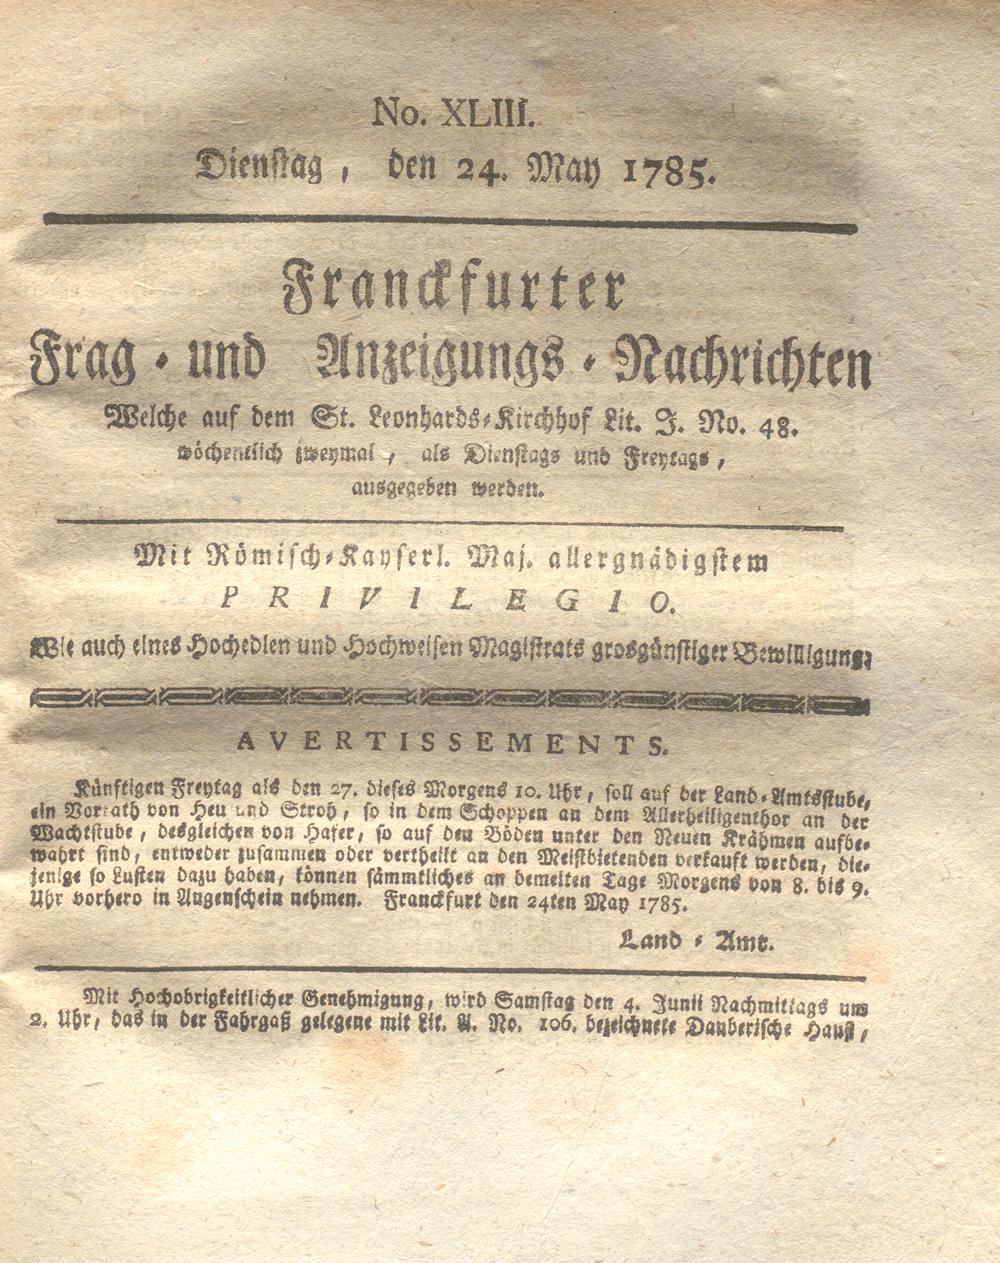 No. XLIII.
Dienstag, den 24. May 1785.
Franckfurter
Frag- und Anzeigungs-Nachrichten
Welche auf dem St. Leonhards-Kirchhof Lit. J. No. 48.
wöchentlich zweymal, als Dienstags und Freytags,
ausgegeben werden.
Mit Römisch-Kayserl. Maj. allergnädigstem
PRIVILEGIO.
Wie auch eines Hochedlen und Hochweisen Magistrats grosgünstiger Bewilligung;
AVERTISSEMENTS.
Künftigen Freytag als den 27. dieses Morgens 10. Uhr, soll auf der Land-Amtsstube,
ein Vorrath von Heu und Stroh, so in dem Schoppen an dem Allerheiligenthor an der
Wachtstube, desgleichen von Hafer, so auf den Böden unter den Neuen Krähmen aufbe-
wahrt sind, entweder zusammen oder vertheilt an den Meistbietenden verkauft werden, die-
jenige so Lusten dazu haben, können sämmtliches an bemelten Tage Morgens von 8. bis 9.
Uhr vorhero in Augenschein nehmen. Franckfurt den 24ten May 1785.
Land-Amt.
Mit Hochobrigkeitlicher Genehmigung, wird Samstag den 4. Junii Nachmittags um
2. Uhr, das in der Fahrgaß gelegene mit Lit. A. No. 106. bezeichnete Dauberische Hauß,